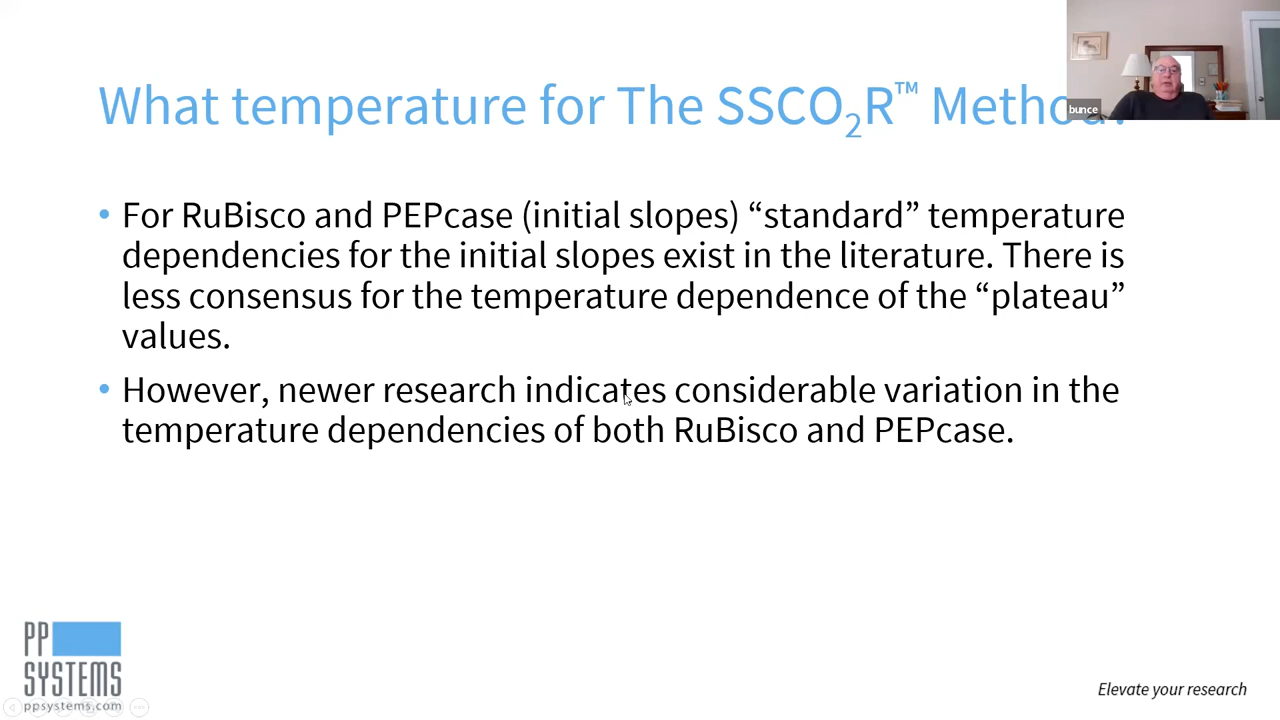 What temperature for The SSCO₂R™ Method?
bunce
• For RuBisco and PEPcase (initial slopes) “standard” temperature
dependencies for the initial slopes exist in the literature. There is
less consensus for the temperature dependence of the “plateau”
values.
• However, newer research indicates considerable variation in the
temperature dependencies of both RuBisco and PEPcase.
PP
SYSTEMS
ppsystems.com
Elevate your research